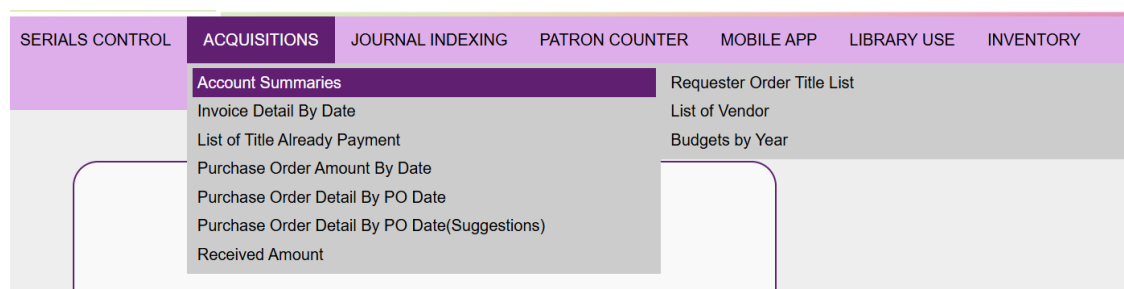 SERIALS CONTROL ACQUISITIONS JOURNAL INDEXING PATRON COUNTER MOBILE APP LIBRARY USE INVENTORY
Account Summaries
Invoice Detail By Date
List of Title Already Payment
Purchase Order Amount By Date
Purchase Order Detail By PO Date
Purchase Order Detail By PO Date(Suggestions)
Received Amount
Requester Order Title List
List of Vendor
Budgets by Year